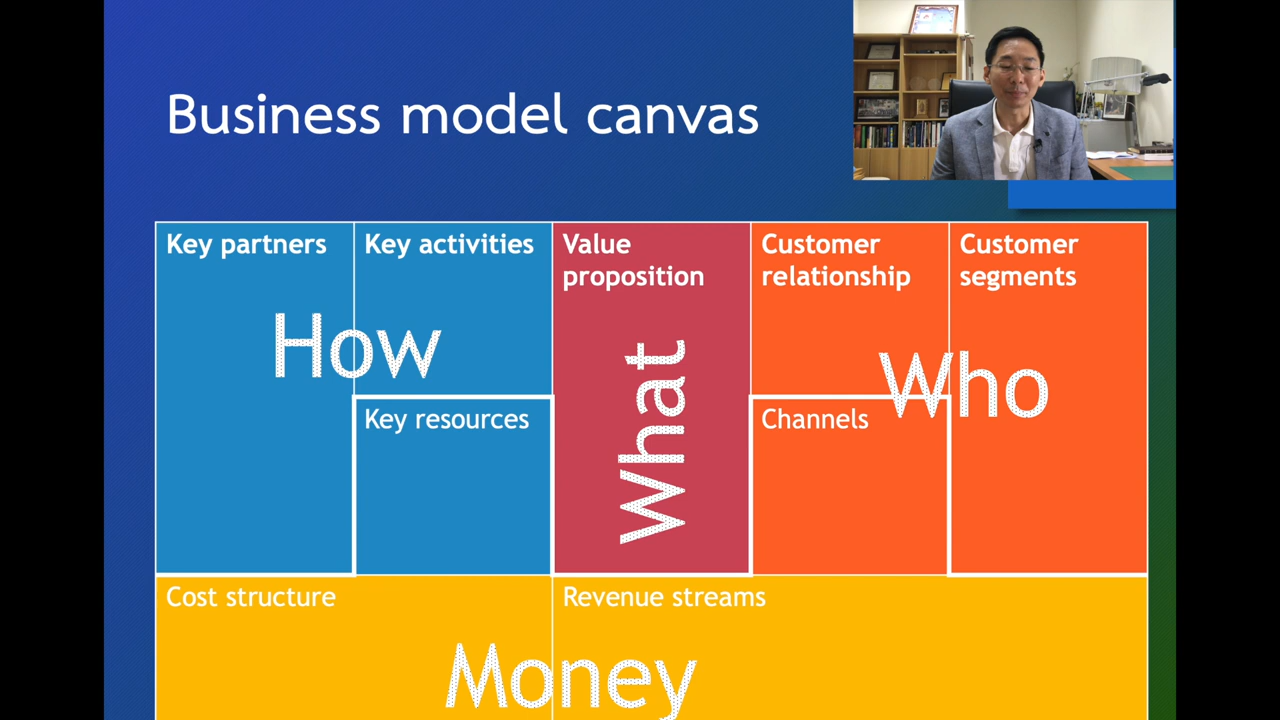 Business model canvas
Key partners
Key activities
Value
proposition
Customer
relationship
Customer
segments
How
What
Who
Key resources
Channels
Cost structure
Revenue streams
Money